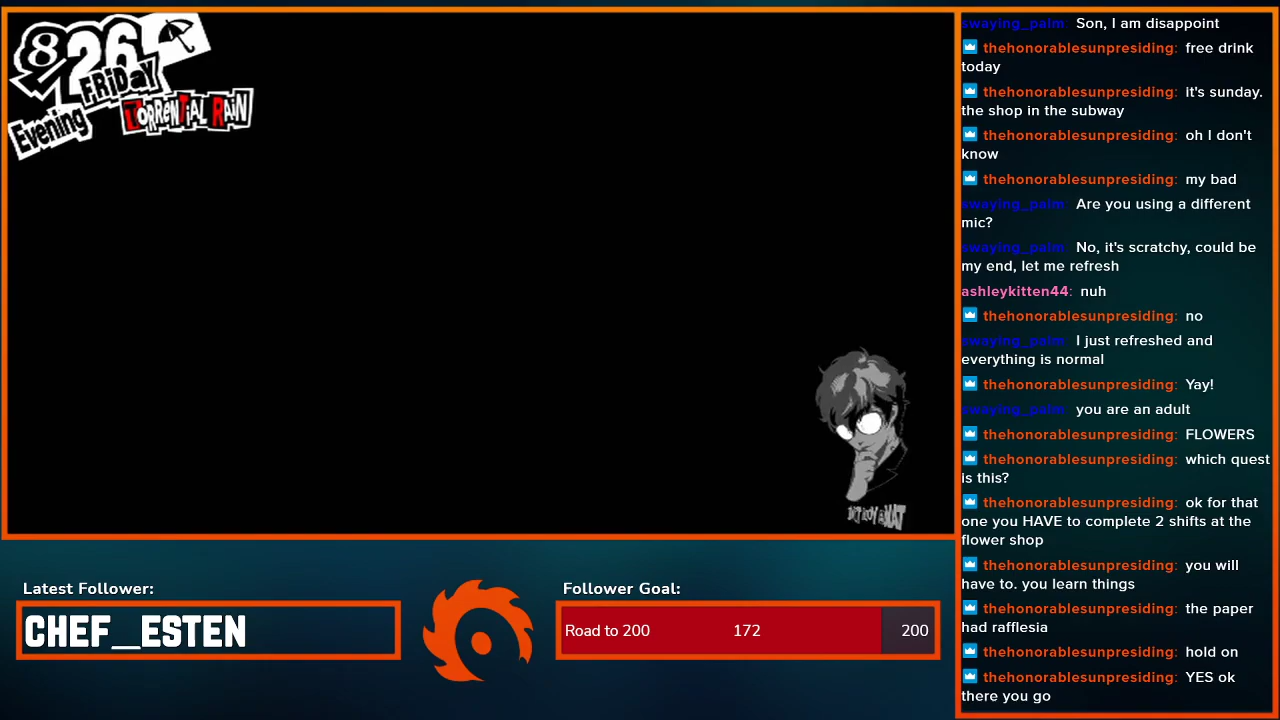 8/26
FRiDaY
Evening
TorrenTiaL RaiN
swaying_palm: Son, I am disappoint
thehonorablesunpresiding: free drink
today
thehonorablesunpresiding: it's sunday.
the shop in the subway
thehonorablesunpresiding: oh I don't
know
thehonorablesunpresiding: my bad
swaying_palm: Are you using a different
mic?
swaying_palm: No, it's scratchy, could be
my end, let me refresh
ashleykitten44: nuh
thehonorablesunpresiding: no
swaying_palm: I just refreshed and
everything is normal
thehonorablesunpresiding: Yay!
swaying_palm: you are an adult
thehonorablesunpresiding: FLOWERS
thehonorablesunpresiding: which quest
is this?
thehonorablesunpresiding: ok for that
one you HAVE to complete 2 shifts at the
flower shop
thehonorablesunpresiding: you will
have to. you learn things
thehonorablesunpresiding: the paper
had rafflesia
thehonorablesunpresiding: hold on
thehonorablesunpresiding: YES ok
there you go
Latest Follower:
CHEF_ESTEN
Follower Goal:
Road to 200 172 200